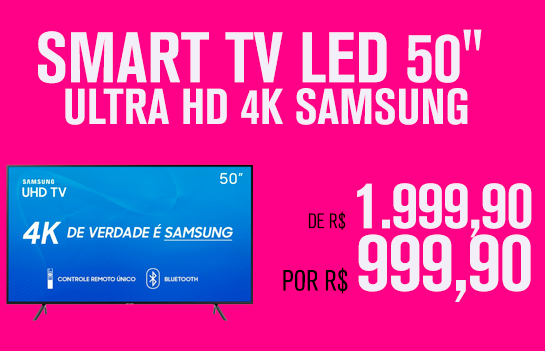 SMART TV LED 50"
ULTRA HD 4K SAMSUNG
SAMSUNG
UHD TV
50"
4K DE VERDADE É SAMSUNG
CONTROLE REMOTO ÚNICO
BLUETOOTH
DE R$ 1.999,90
POR R$ 999,90